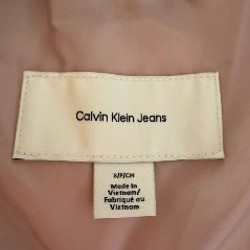 Calvin Klein Jeans
S/P/CH
Made in
Vietnam/
Fabriqué au
Vietnam